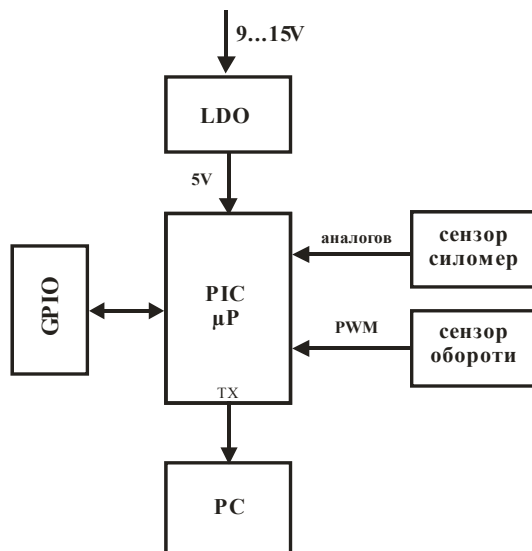 9...15V
LDO
5V
аналогов
сензор
силомер
GPIO
PIC
µP
PWM
сензор
обороти
TX
PC